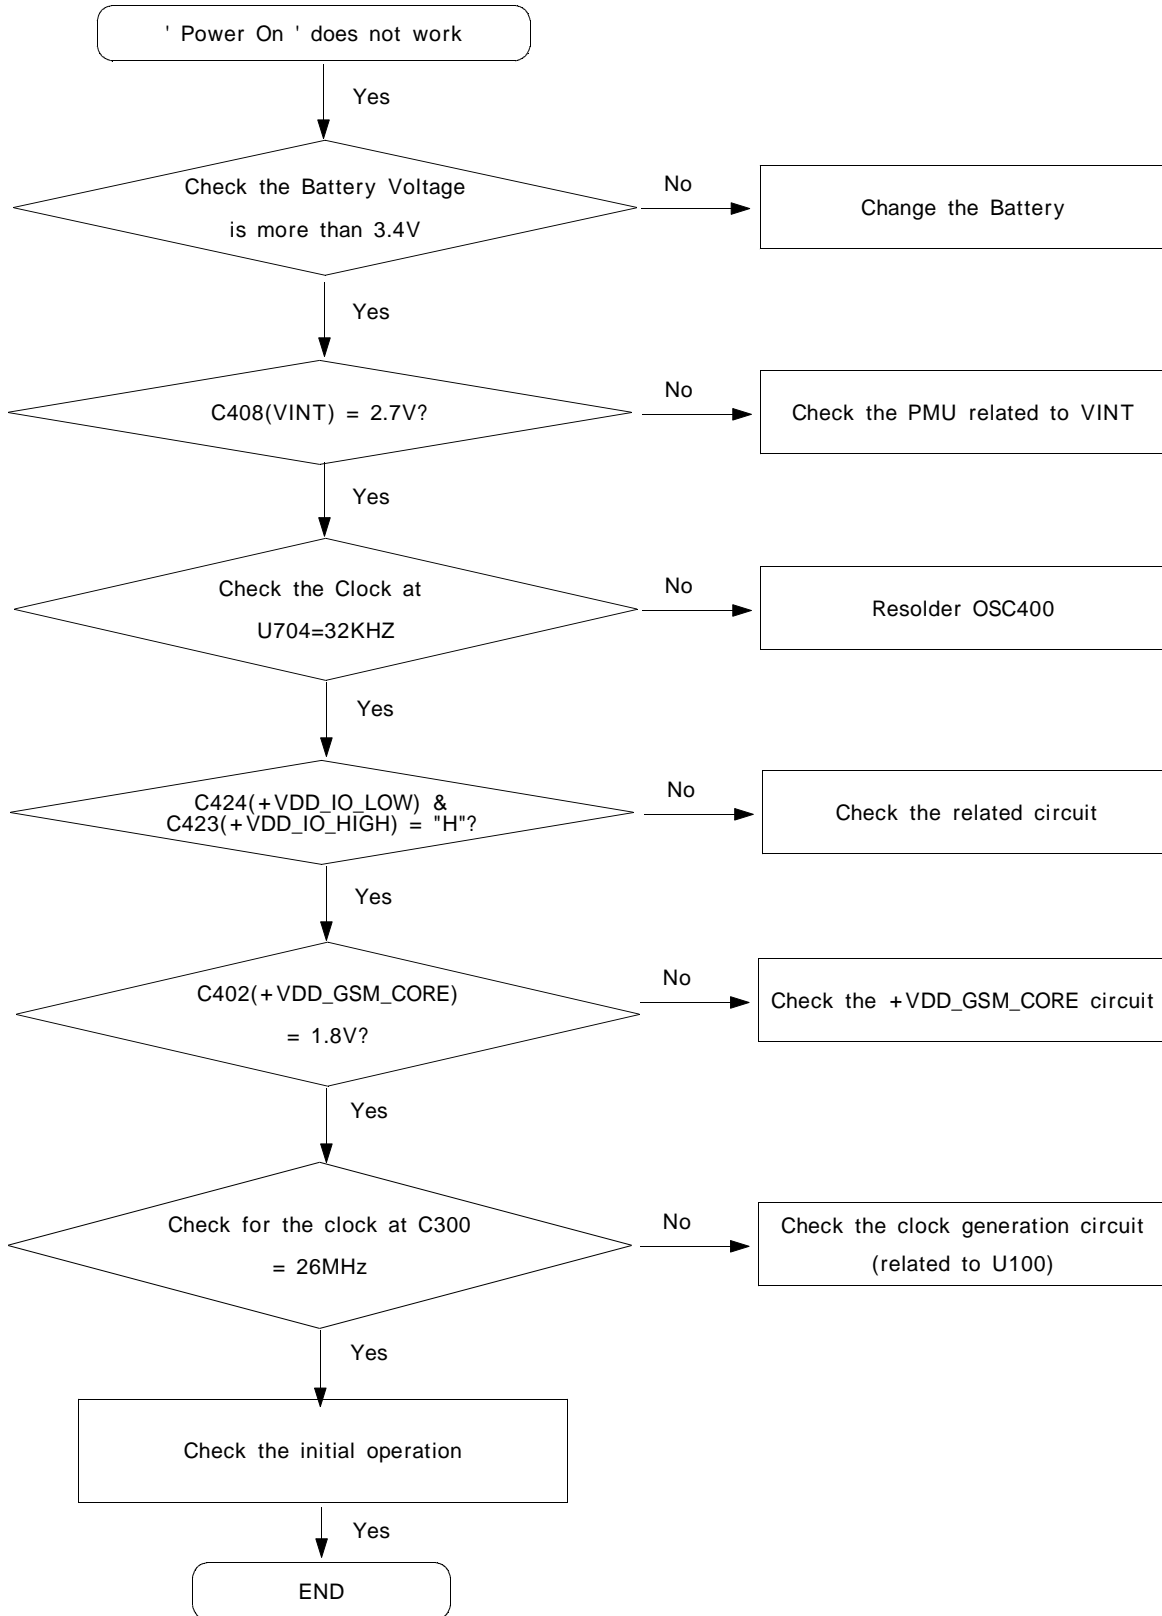 ' Power On ' does not work
Yes
Check the Battery Voltage
is more than 3.4V
No
Change the Battery
Yes
C408(VINT) = 2.7V?
No
Check the PMU related to VINT
Yes
Check the Clock at
U704=32KHZ
No
Resolder OSC400
Yes
C424(+VDD_IO_LOW) &
C423(+VDD_IO_HIGH) = "H"?
No
Check the related circuit
Yes
C402(+VDD_GSM_CORE)
= 1.8V?
No
Check the +VDD_GSM_CORE circuit
Yes
Check for the clock at C300
= 26MHz
No
Check the clock generation circuit
(related to U100)
Yes
Check the initial operation
Yes
END